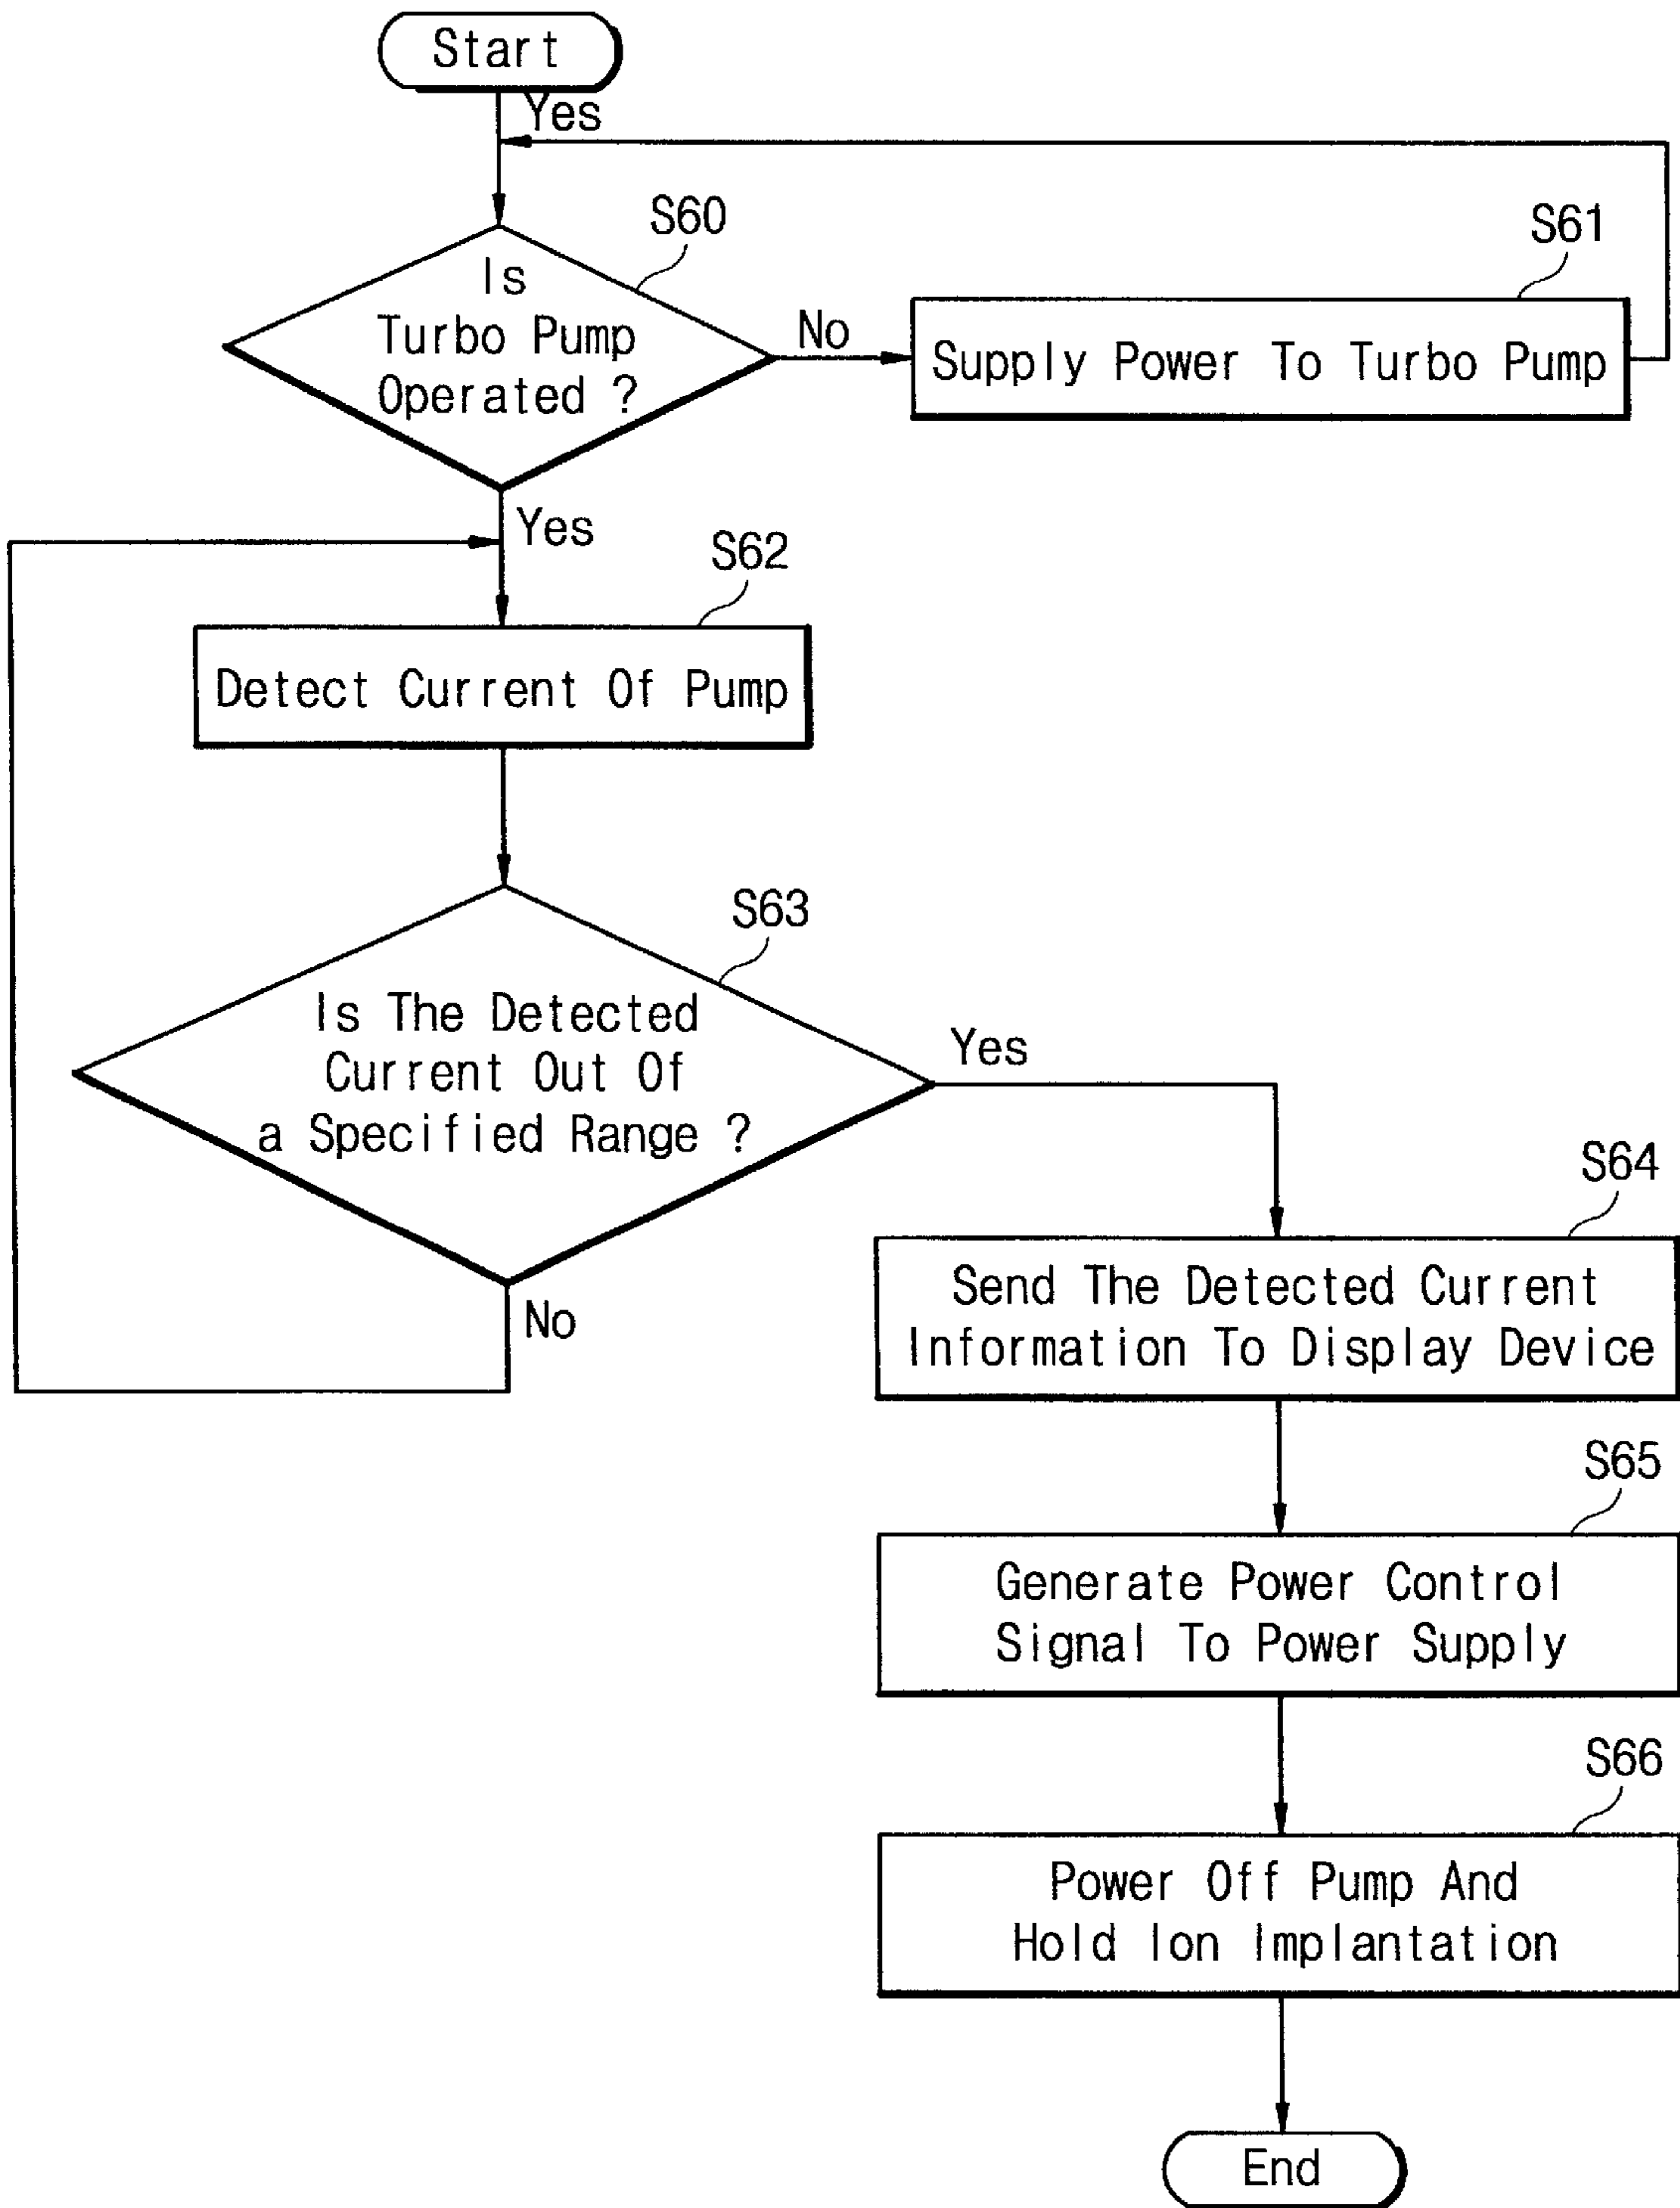 Start
Yes
S60
Is
Turbo Pump
Operated ?
No
S61
Supply Power To Turbo Pump
Yes
S62
Detect Current Of Pump
S63
Is The Detected
Current Out Of
a Specified Range ?
Yes
No
S64
Send The Detected Current
Information To Display Device
S65
Generate Power Control
Signal To Power Supply
S66
Power Off Pump And
Hold Ion Implantation
End